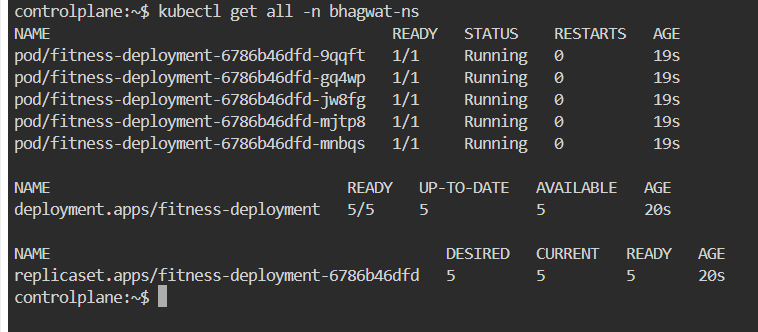 controlplane:~$ kubectl get all -n bhagwat-ns
NAME READY STATUS RESTARTS AGE
pod/fitness-deployment-6786b46dfd-9qqft 1/1 Running 0 19s
pod/fitness-deployment-6786b46dfd-gq4wp 1/1 Running 0 19s
pod/fitness-deployment-6786b46dfd-jw8fg 1/1 Running 0 19s
pod/fitness-deployment-6786b46dfd-mjtp8 1/1 Running 0 19s
pod/fitness-deployment-6786b46dfd-mnbqs 1/1 Running 0 19s
NAME READY UP-TO-DATE AVAILABLE AGE
deployment.apps/fitness-deployment 5/5 5 5 20s
NAME DESIRED CURRENT READY AGE
replicaset.apps/fitness-deployment-6786b46dfd 5 5 5 20s
controlplane:~$